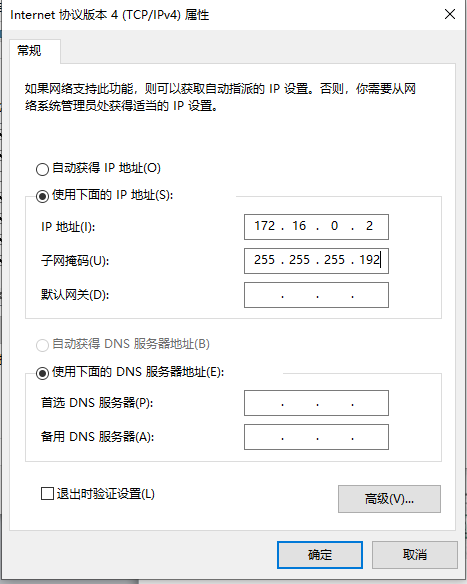 Internet 协议版本 4 (TCP/IPv4) 属性
常规
如果网络支持此功能，则可以获取自动指派的 IP 设置。否则，你需要从网
络系统管理员处获得适当的 IP 设置。
自动获得 IP 地址(O)
使用下面的 IP 地址(S):
IP 地址(I): 172 . 16 . 0 . 2
子网掩码(U): 255 . 255 . 255 . 192
默认网关(D): . . .
自动获得 DNS 服务器地址(B)
使用下面的 DNS 服务器地址(E):
首选 DNS 服务器(P): . . .
备用 DNS 服务器(A): . . .
退出时验证设置(L)
高级(V)...
确定 取消